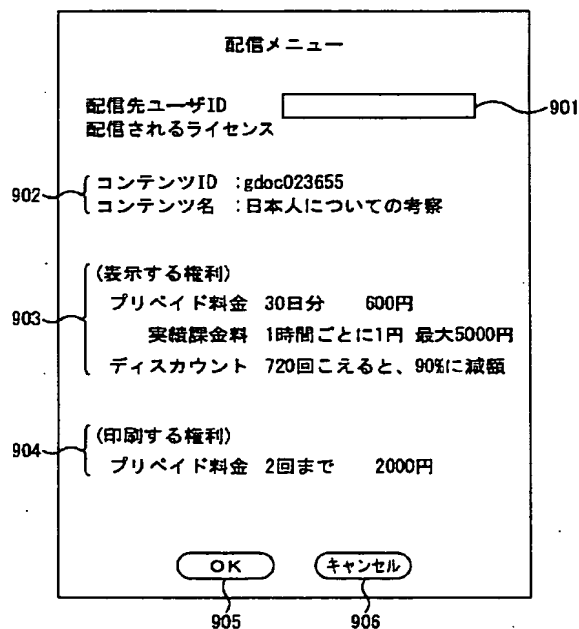 配信メニュー
配信先ユーザID
901
配信されるライセンス
902
コンテンツID :gdoc023655
コンテンツ名 :日本人についての考察
903
(表示する権利)
プリペイド料金 30日分 600円
実績課金料 1時間ごとに1円 最大5000円
ディスカウント 720回こえると、90%に減額
904
(印刷する権利)
プリペイド料金 2回まで 2000円
OK
キャンセル
905
906